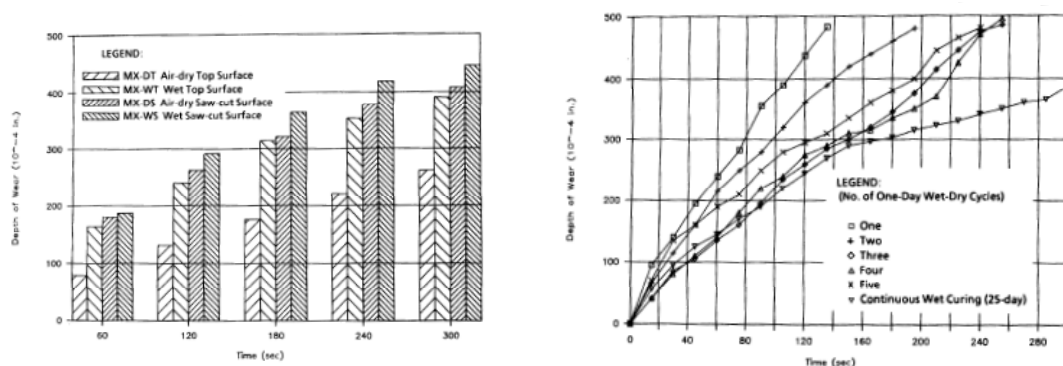 500
400
300
200
100
0
Depth of Wear (10^-4 in.)
LEGEND:
MX-DT Air-dry Top Surface
MX-WT Wet Top Surface
MX-DS Air-dry Saw-cut Surface
MX-WS Wet Saw-cut Surface
60 120 180 240 300
Time (sec)
500
400
300
200
100
0
Depth of Wear (10^-4 in.)
LEGEND:
(No. of One-Day Wet-Dry Cycles)
One
Two
Three
Four
Five
Continuous Wet Curing (25-day)
0 40 80 120 160 200 240 280
Time (sec)